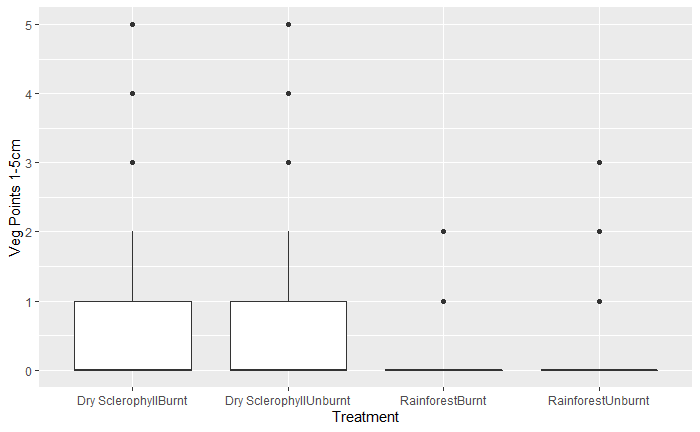 Veg Points 1-5cm
5
4
3
2
1
0
Dry SclerophyllBurnt
Dry SclerophyllUnburnt
RainforestBurnt
RainforestUnburnt
Treatment